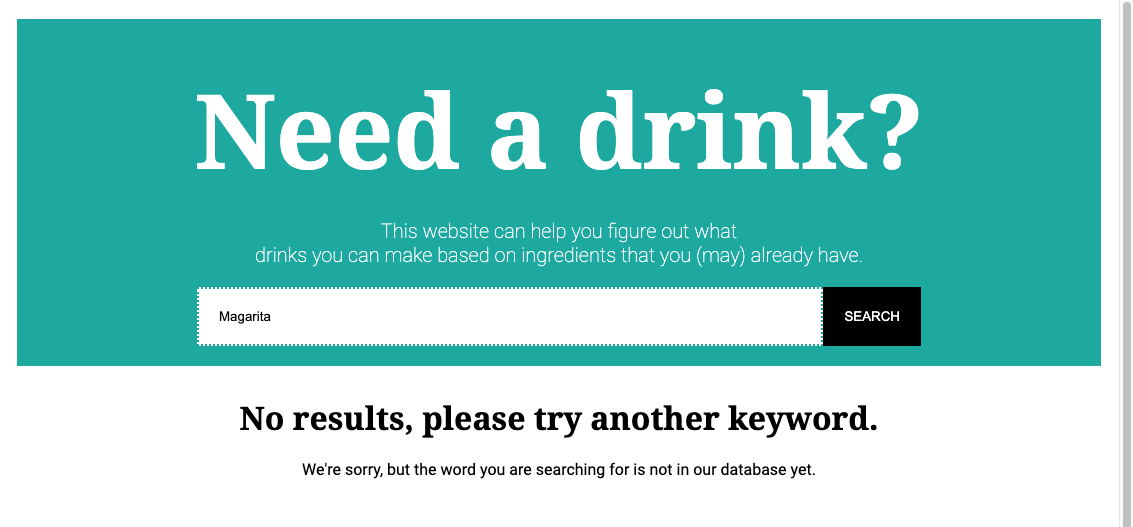 Need a drink?
This website can help you figure out what
drinks you can make based on ingredients that you (may) already have.
Magarita
SEARCH
No results, please try another keyword.
We're sorry, but the word you are searching for is not in our database yet.